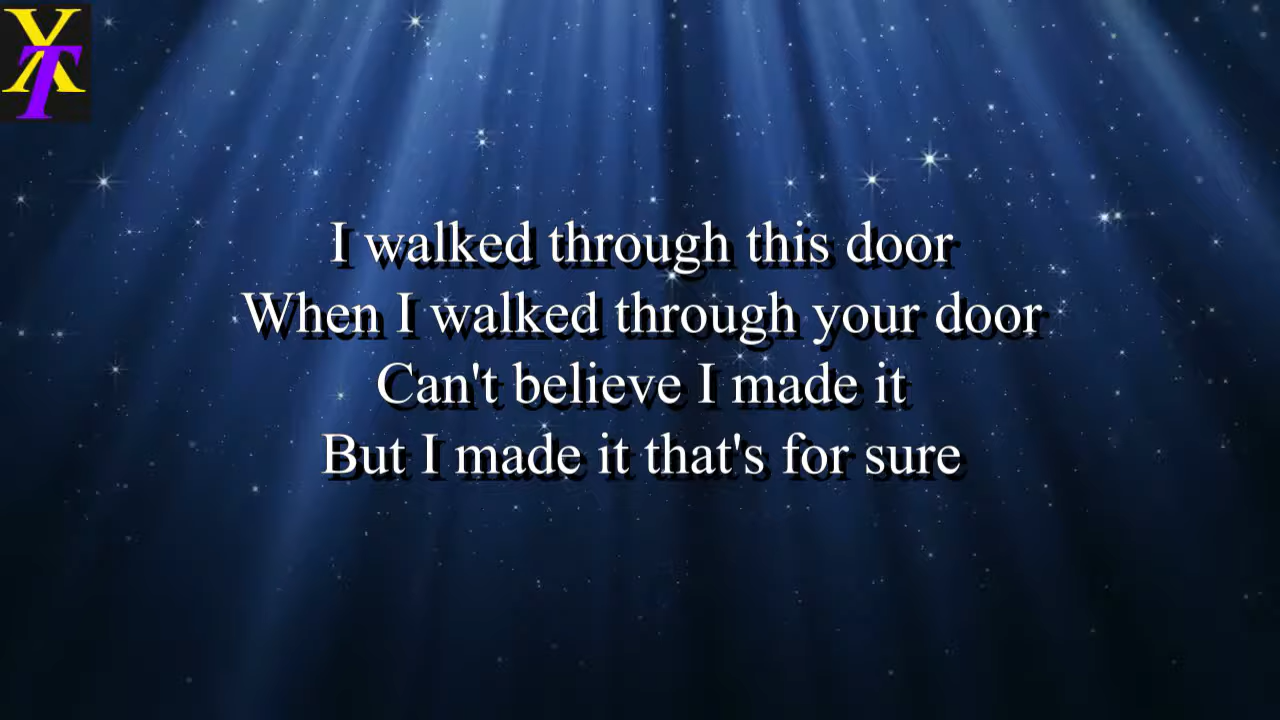 XT
I walked through this door
When I walked through your door
Can't believe I made it
But I made it that's for sure